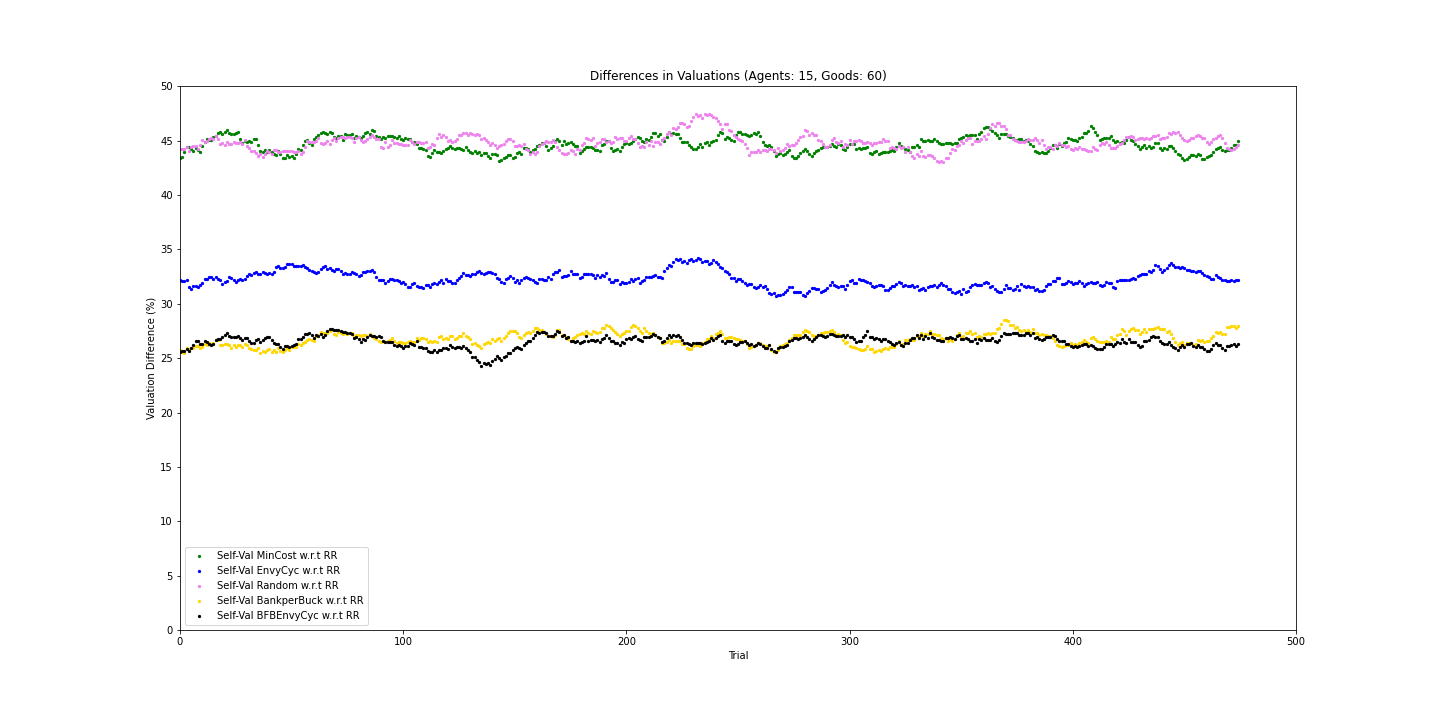 Differences in Valuations (Agents: 15, Goods: 60)
50
45
40
35
30
25
20
15
10
5
0
Valuation Difference (%)
Self-Val MinCost w.r.t RR
Self-Val EnvyCyc w.r.t RR
Self-Val Random w.r.t RR
Self-Val BankperBuck w.r.t RR
Self-Val BFBEnvyCyc w.r.t RR
0 100 200 300 400 500
Trial